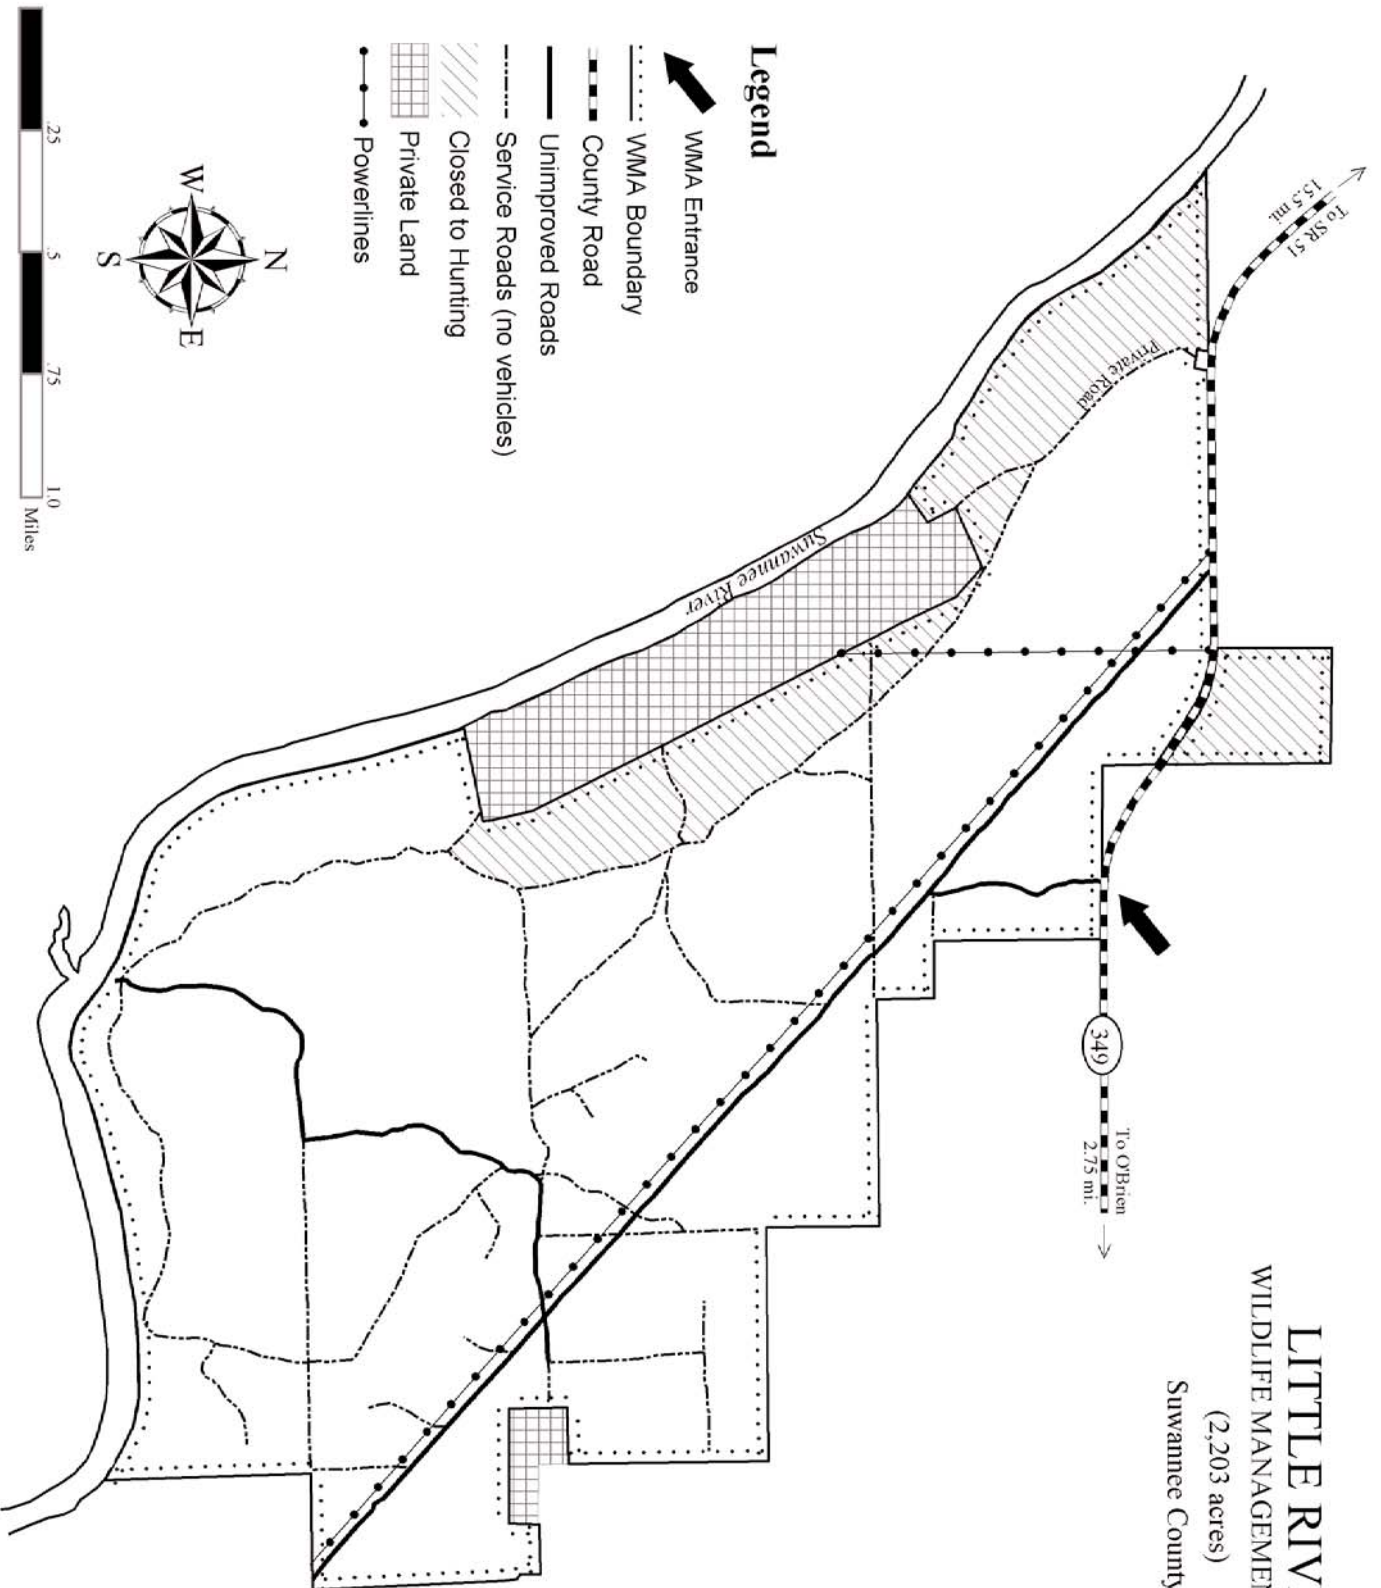 LITTLE RIV
WILDLIFE MANAGEMEN
(2,203 acres)
Suwannee County
To SR 51
15.5 mi.
Private Road
Suwannee River
349
To O'Brien
2.75 mi.
Legend
WMA Entrance
WMA Boundary
County Road
Unimproved Roads
Service Roads (no vehicles)
Closed to Hunting
Private Land
Powerlines
N
W
E
S
.25
.5
.75
1.0
Miles